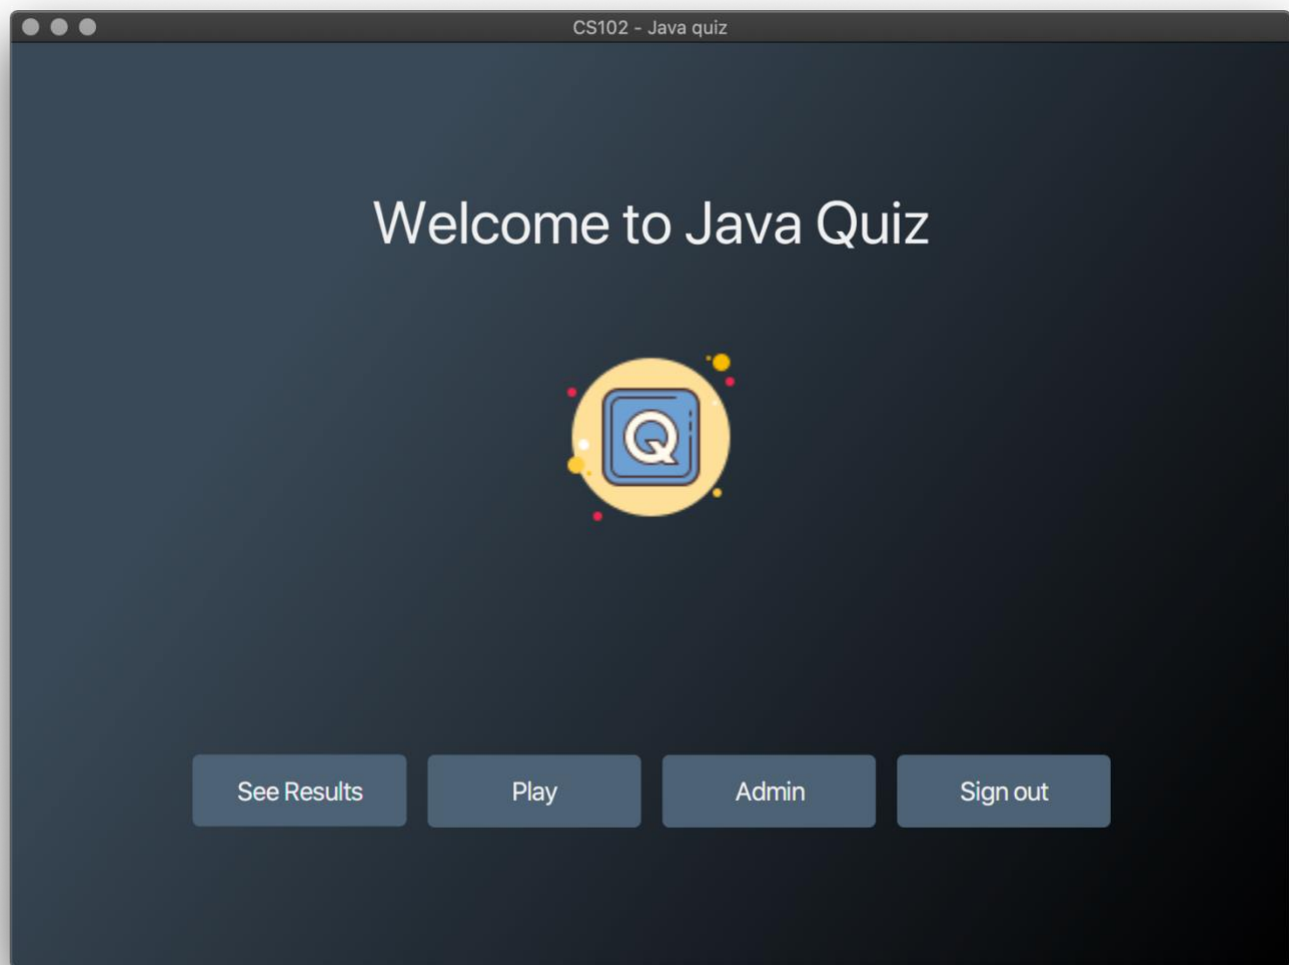 CS102 - Java quiz
Welcome to Java Quiz
Q
See Results
Play
Admin
Sign out